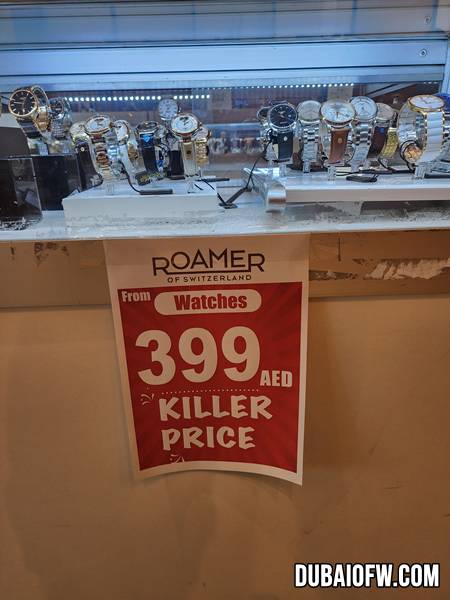 ROAMER
OF SWITZERLAND
From
Watches
399
AED
KILLER
PRICE
DUBAIOFW.COM